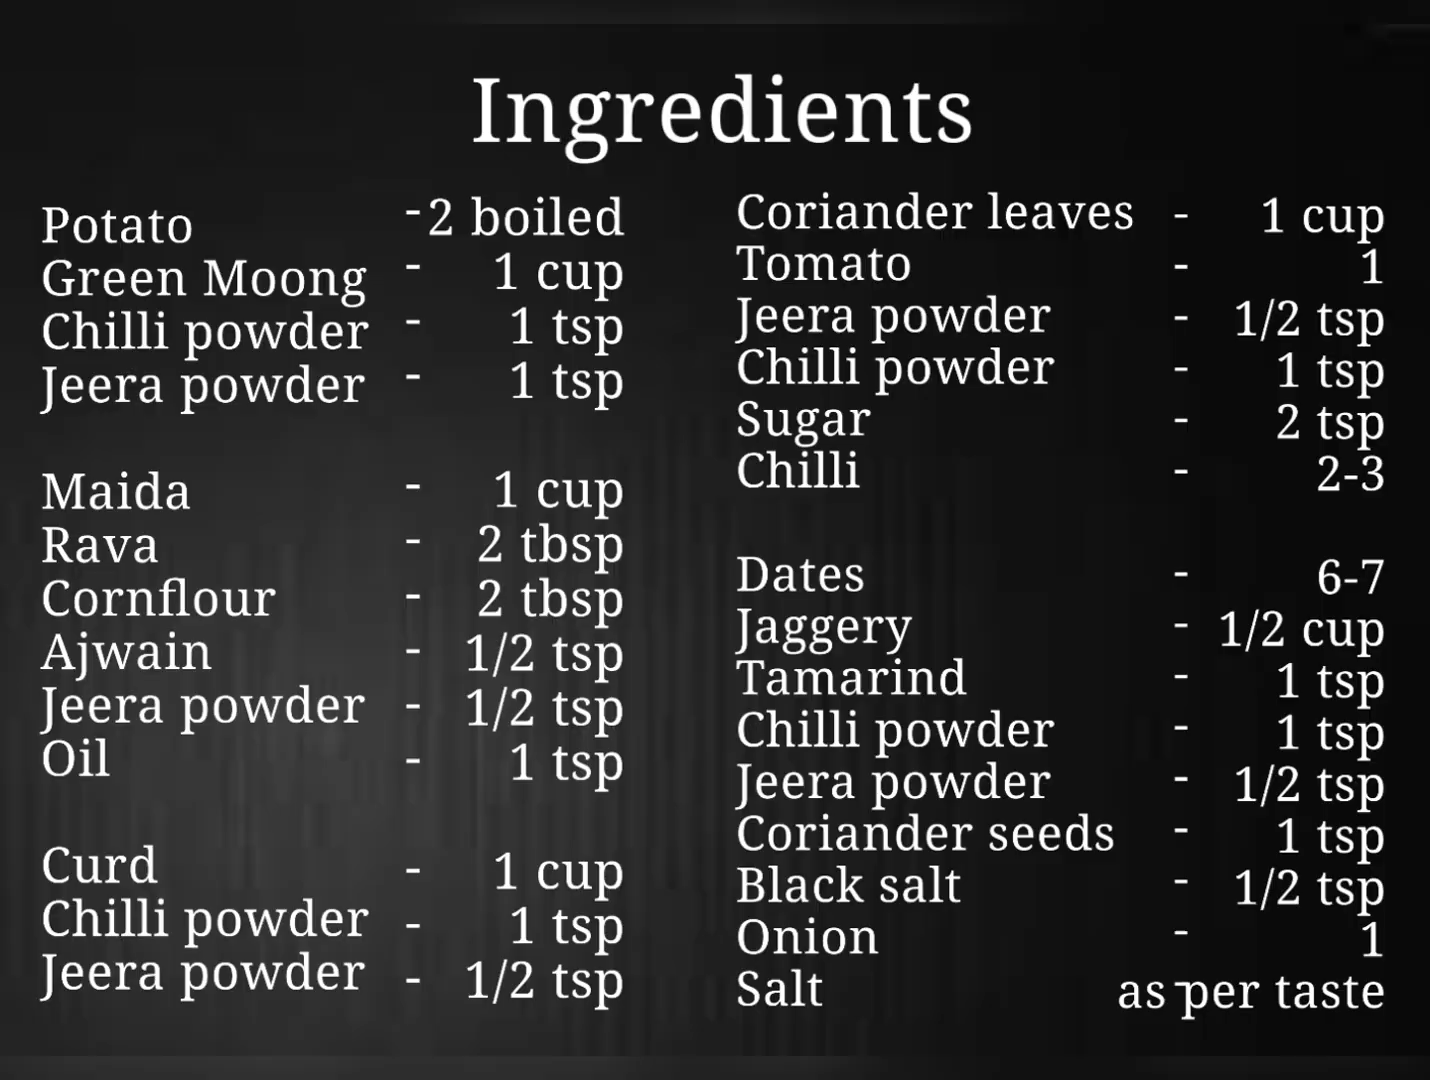 Ingredients
Potato - 2 boiled
Green Moong - 1 cup
Chilli powder - 1 tsp
Jeera powder - 1 tsp
Maida - 1 cup
Rava - 2 tbsp
Cornflour - 2 tbsp
Ajwain - 1/2 tsp
Jeera powder - 1/2 tsp
Oil - 1 tsp
Curd - 1 cup
Chilli powder - 1 tsp
Jeera powder - 1/2 tsp
Coriander leaves - 1 cup
Tomato - 1
Jeera powder - 1/2 tsp
Chilli powder - 1 tsp
Sugar - 2 tsp
Chilli - 2-3
Dates - 6-7
Jaggery - 1/2 cup
Tamarind - 1 tsp
Chilli powder - 1 tsp
Jeera powder - 1/2 tsp
Coriander seeds - 1 tsp
Black salt - 1/2 tsp
Onion - 1
Salt - as per taste